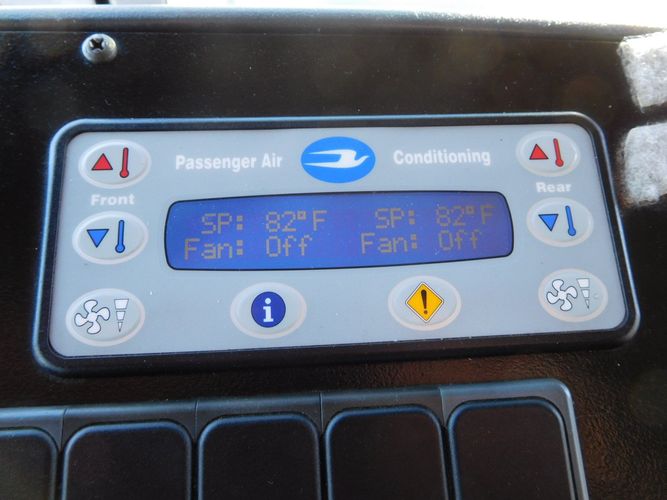 Passenger Air Conditioning
Front
Rear
SP: 82°F SP: 82°F
Fan: Off Fan: Off
i
!